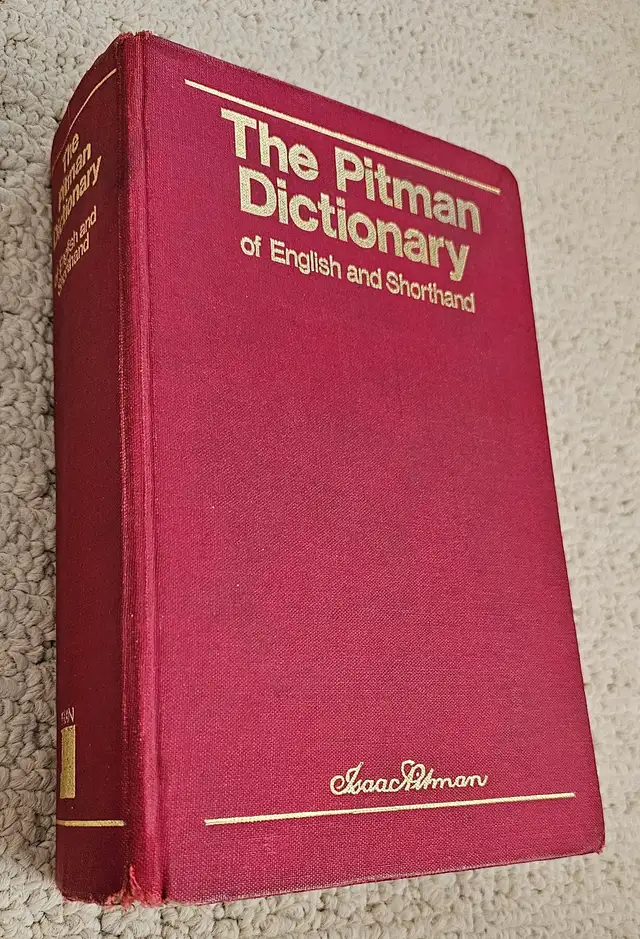 The Pitman
Dictionary
of English and Shorthand
Isaac Pitman
The
Pitman
Dictionary
English and
Shorthand